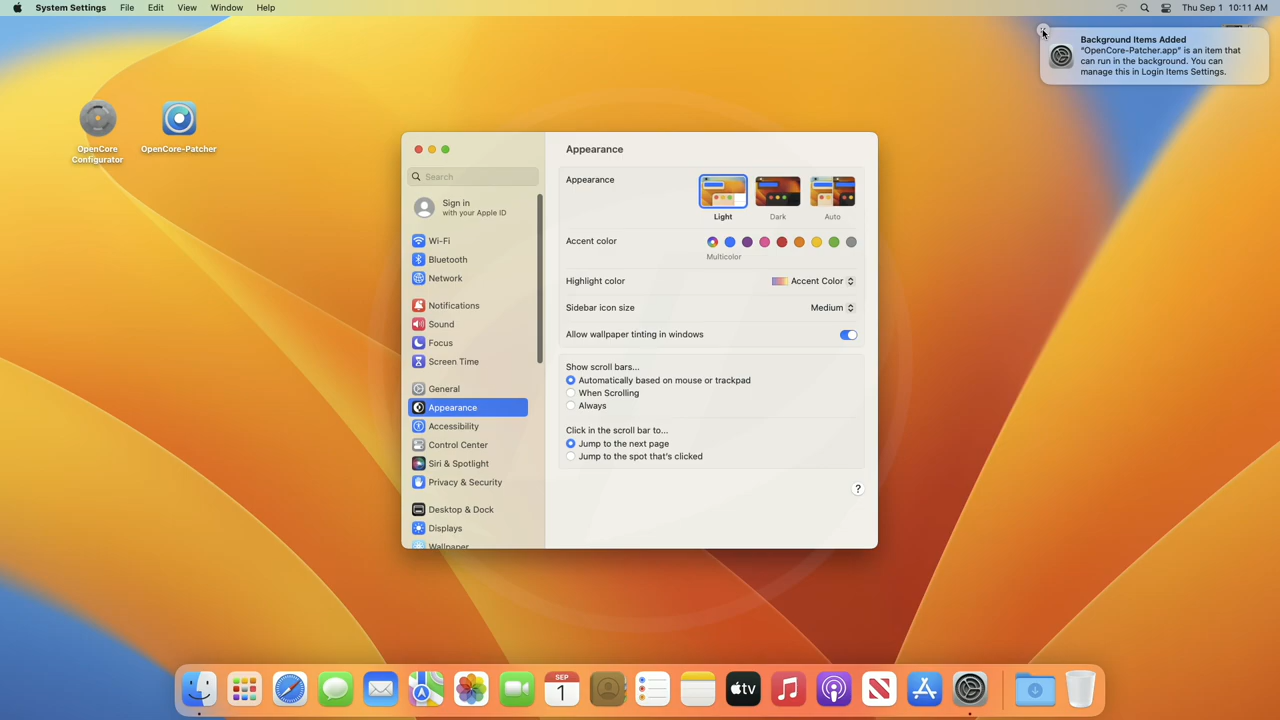 System Settings File Edit View Window Help
Thu Sep 1 10:11 AM
Background Items Added
"OpenCore-Patcher.app" is an item that
can run in the background. You can
manage this in Login Items Settings.
OpenCore
Configurator
OpenCore-Patcher
Search
Sign in
with your Apple ID
Wi-Fi
Bluetooth
Network
Notifications
Sound
Focus
Screen Time
General
Appearance
Accessibility
Control Center
Siri & Spotlight
Privacy & Security
Desktop & Dock
Displays
Wallpaper
Appearance
Appearance
Light Dark Auto
Accent color
Multicolor
Highlight color Accent Color
Sidebar icon size Medium
Allow wallpaper tinting in windows
Show scroll bars...
Automatically based on mouse or trackpad
When Scrolling
Always
Click in the scroll bar to...
Jump to the next page
Jump to the spot that's clicked
?
SEP
1
tv